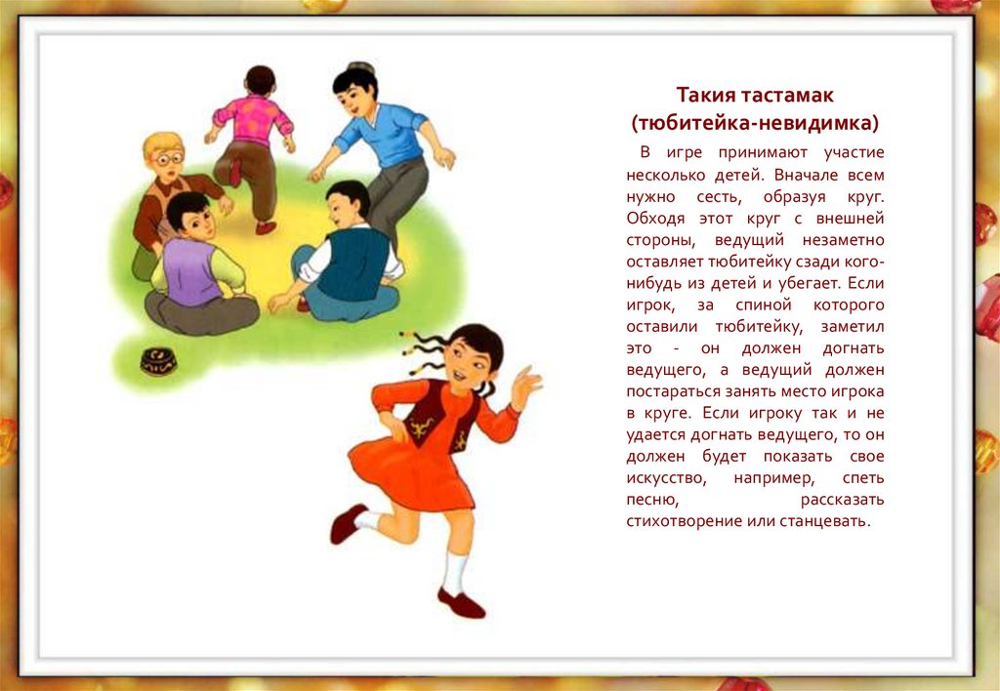 Такия тастамак
(тюбитейка-невидимка)
В игре принимают участие
несколько детей. Вначале всем
нужно сесть, образуя круг.
Обходя этот круг с внешней
стороны, ведущий незаметно
оставляет тюбитейку сзади кого-
нибудь из детей и убегает. Если
игрок, за спиной которого
оставили тюбитейку, заметил
это - он должен догнать
ведущего, а ведущий должен
постараться занять место игрока
в круге. Если игроку так и не
удается догнать ведущего, то он
должен будет показать свое
искусство, например, спеть
песню, рассказать
стихотворение или станцевать.